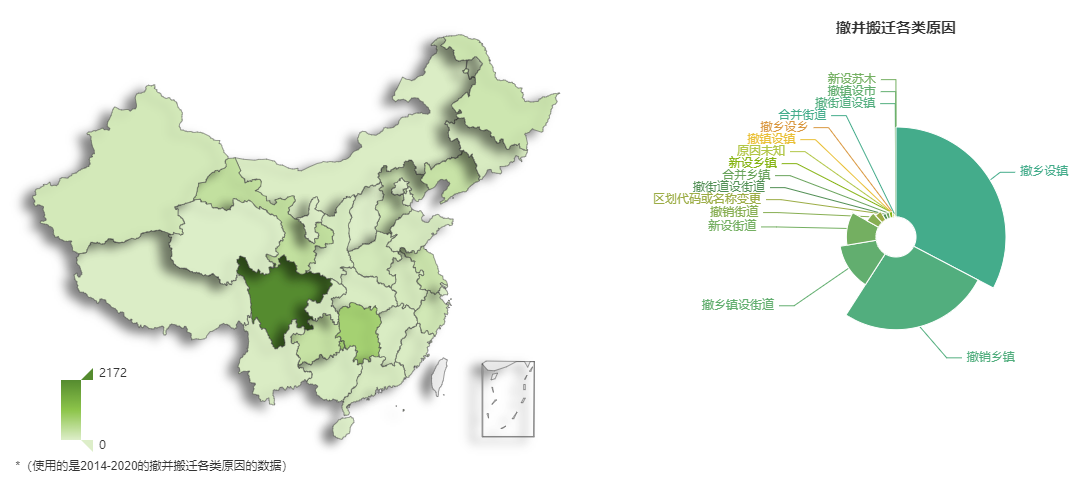 撤并搬迁各类原因
新设苏木
撤镇设市
撤街道设镇
合并街道
撤乡设乡
撤镇设镇
原因未知
新设乡镇
合并乡镇
撤街道设街道
区划代码或名称变更
撤销街道
新设街道
撤乡镇设街道
撤乡设镇
撤销乡镇
2172
0
*（使用的是2014-2020的撤并搬迁各类原因的数据）